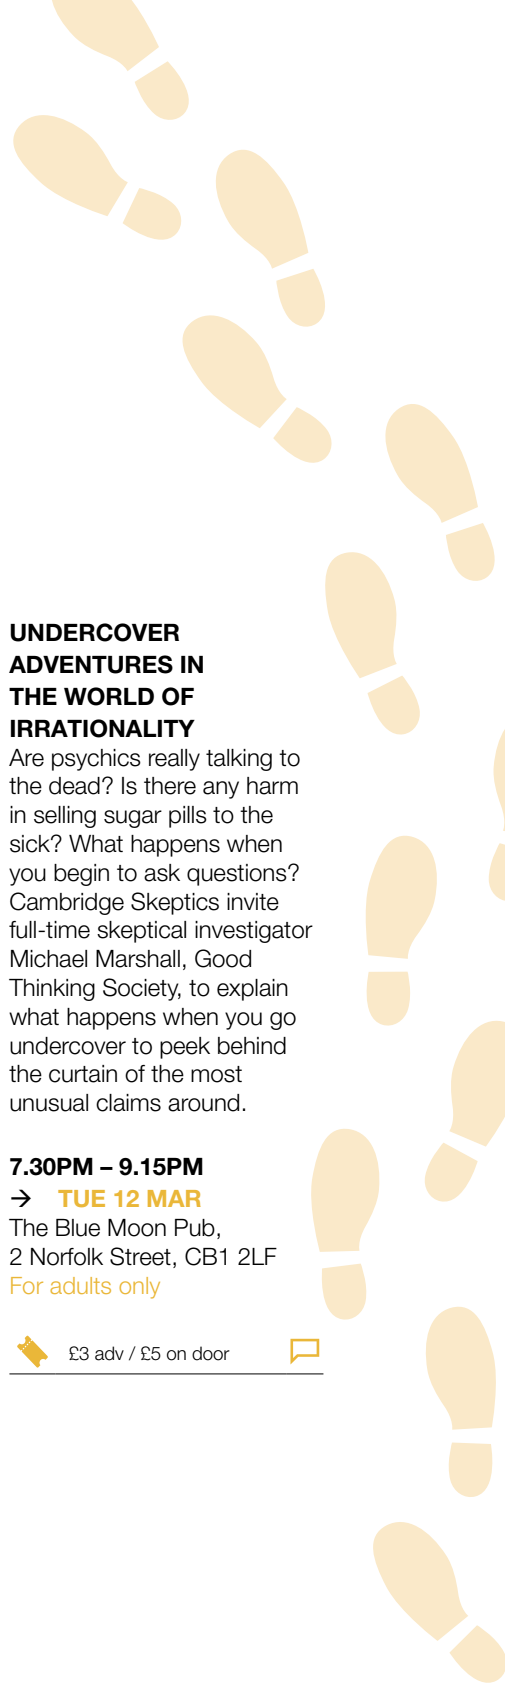 UNDERCOVER
ADVENTURES IN
THE WORLD OF
IRRATIONALITY
Are psychics really talking to
the dead? Is there any harm
in selling sugar pills to the
sick? What happens when
you begin to ask questions?
Cambridge Skeptics invite
full-time skeptical investigator
Michael Marshall, Good
Thinking Society, to explain
what happens when you go
undercover to peek behind
the curtain of the most
unusual claims around.
7.30PM – 9.15PM
→ TUE 12 MAR
The Blue Moon Pub,
2 Norfolk Street, CB1 2LF
For adults only
£3 adv / £5 on door